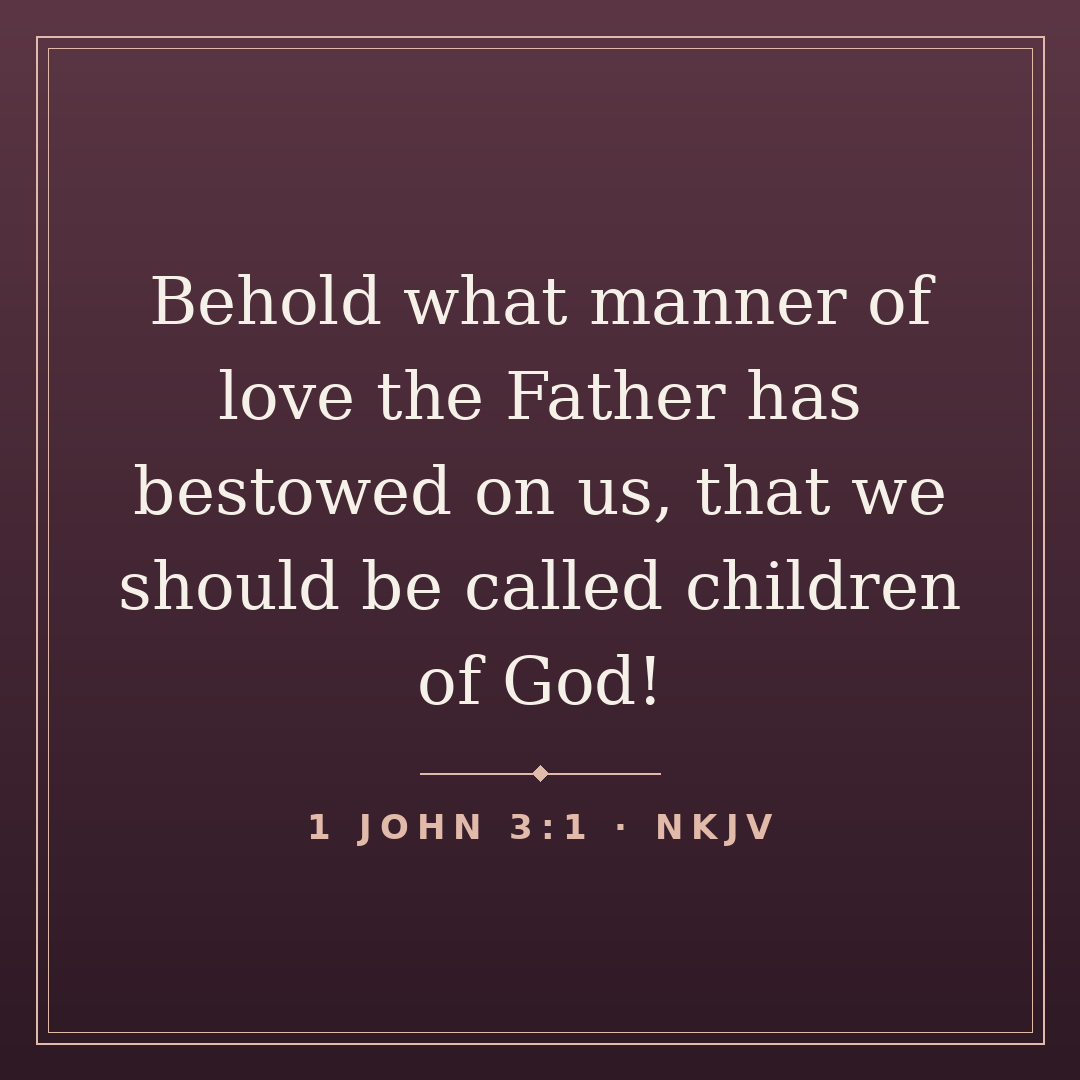 Behold what manner of
love the Father has
bestowed on us, that we
should be called children
of God!
1 JOHN 3:1 · NKJV